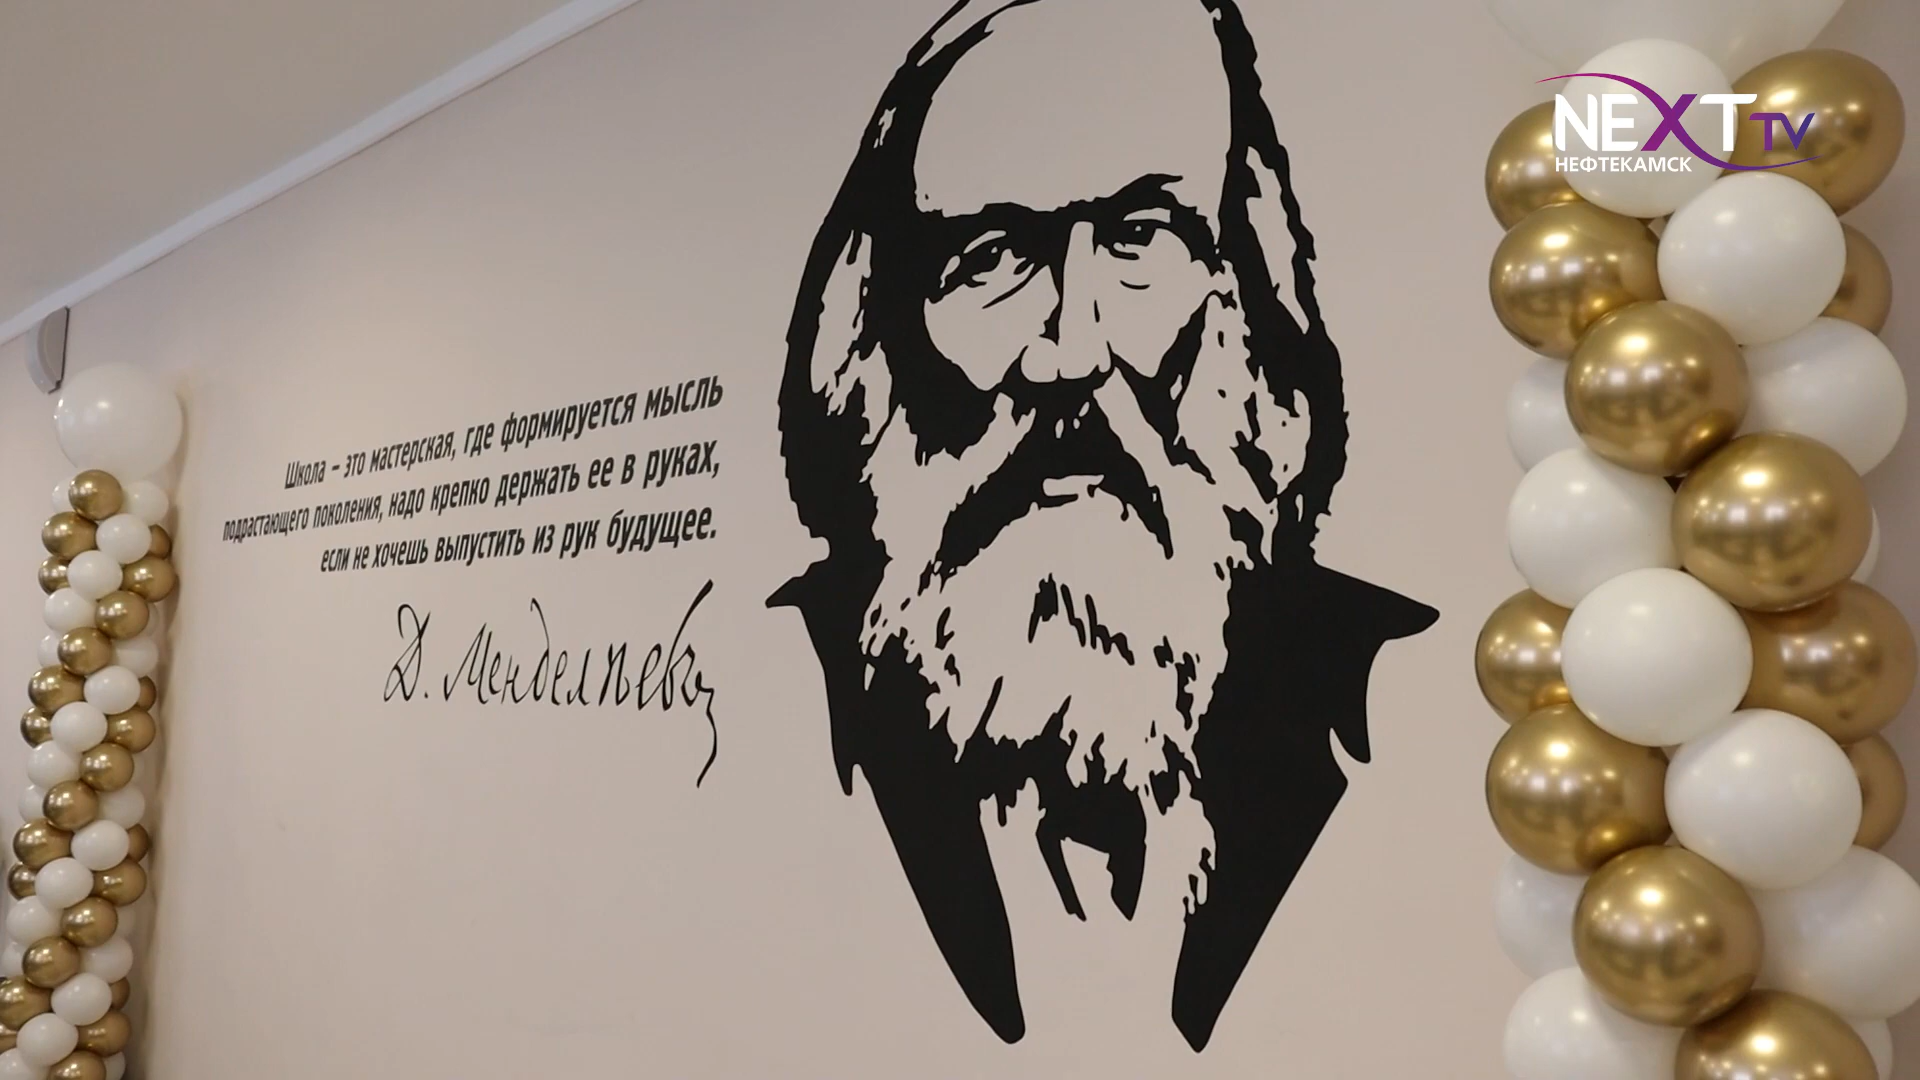 NEXT TV
НЕФТЕКАМСК
Школа – это мастерская, где формируется мысль
подрастающего поколения, надо крепко держать ее в руках,
если не хочешь выпустить из рук будущее.
Д. Менделѣевъ